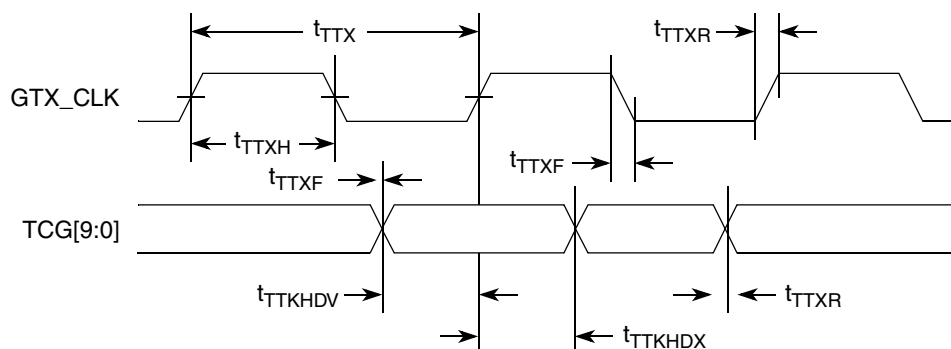 tTTX
tTTXR
GTX_CLK
tTTXH
tTTXF
tTTXF
TCG[9:0]
tTTKHDV
tTTXR
tTTKHDX